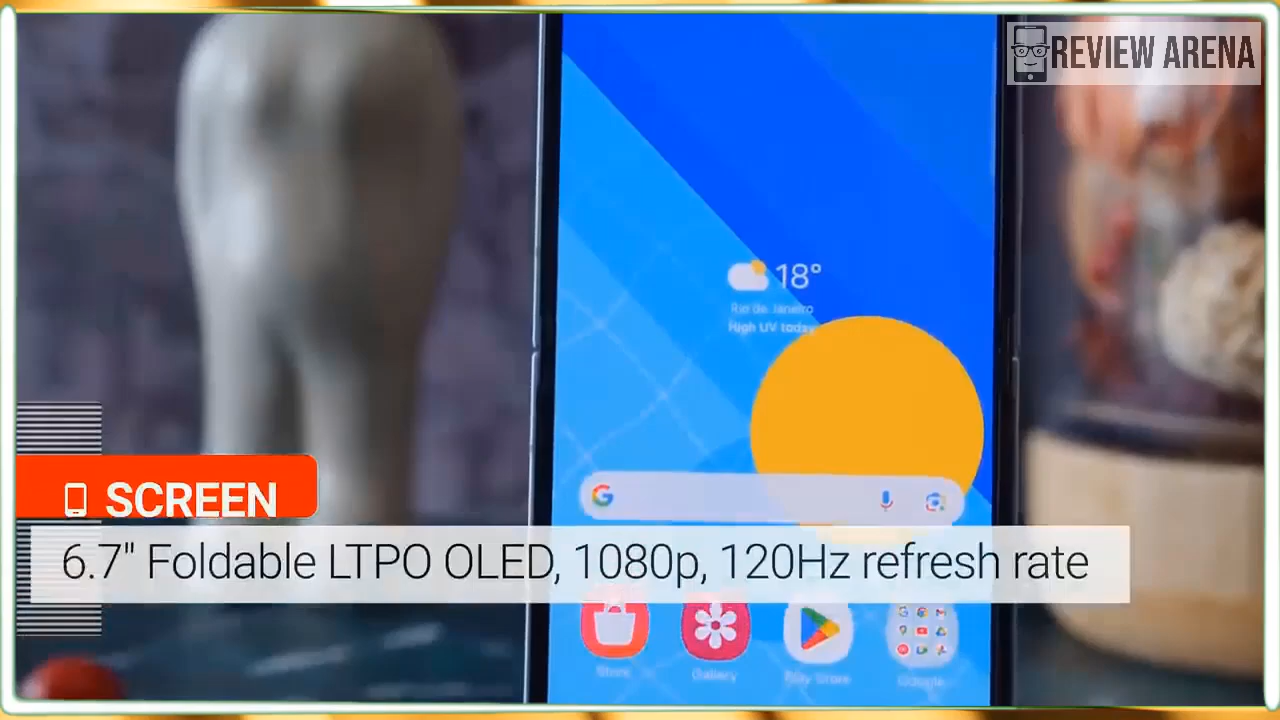 REVIEW ARENA
18°
Rio de Janeiro
High UV today
SCREEN
6.7" Foldable LTPO OLED, 1080p, 120Hz refresh rate
Store
Gallery
Play Store
Google